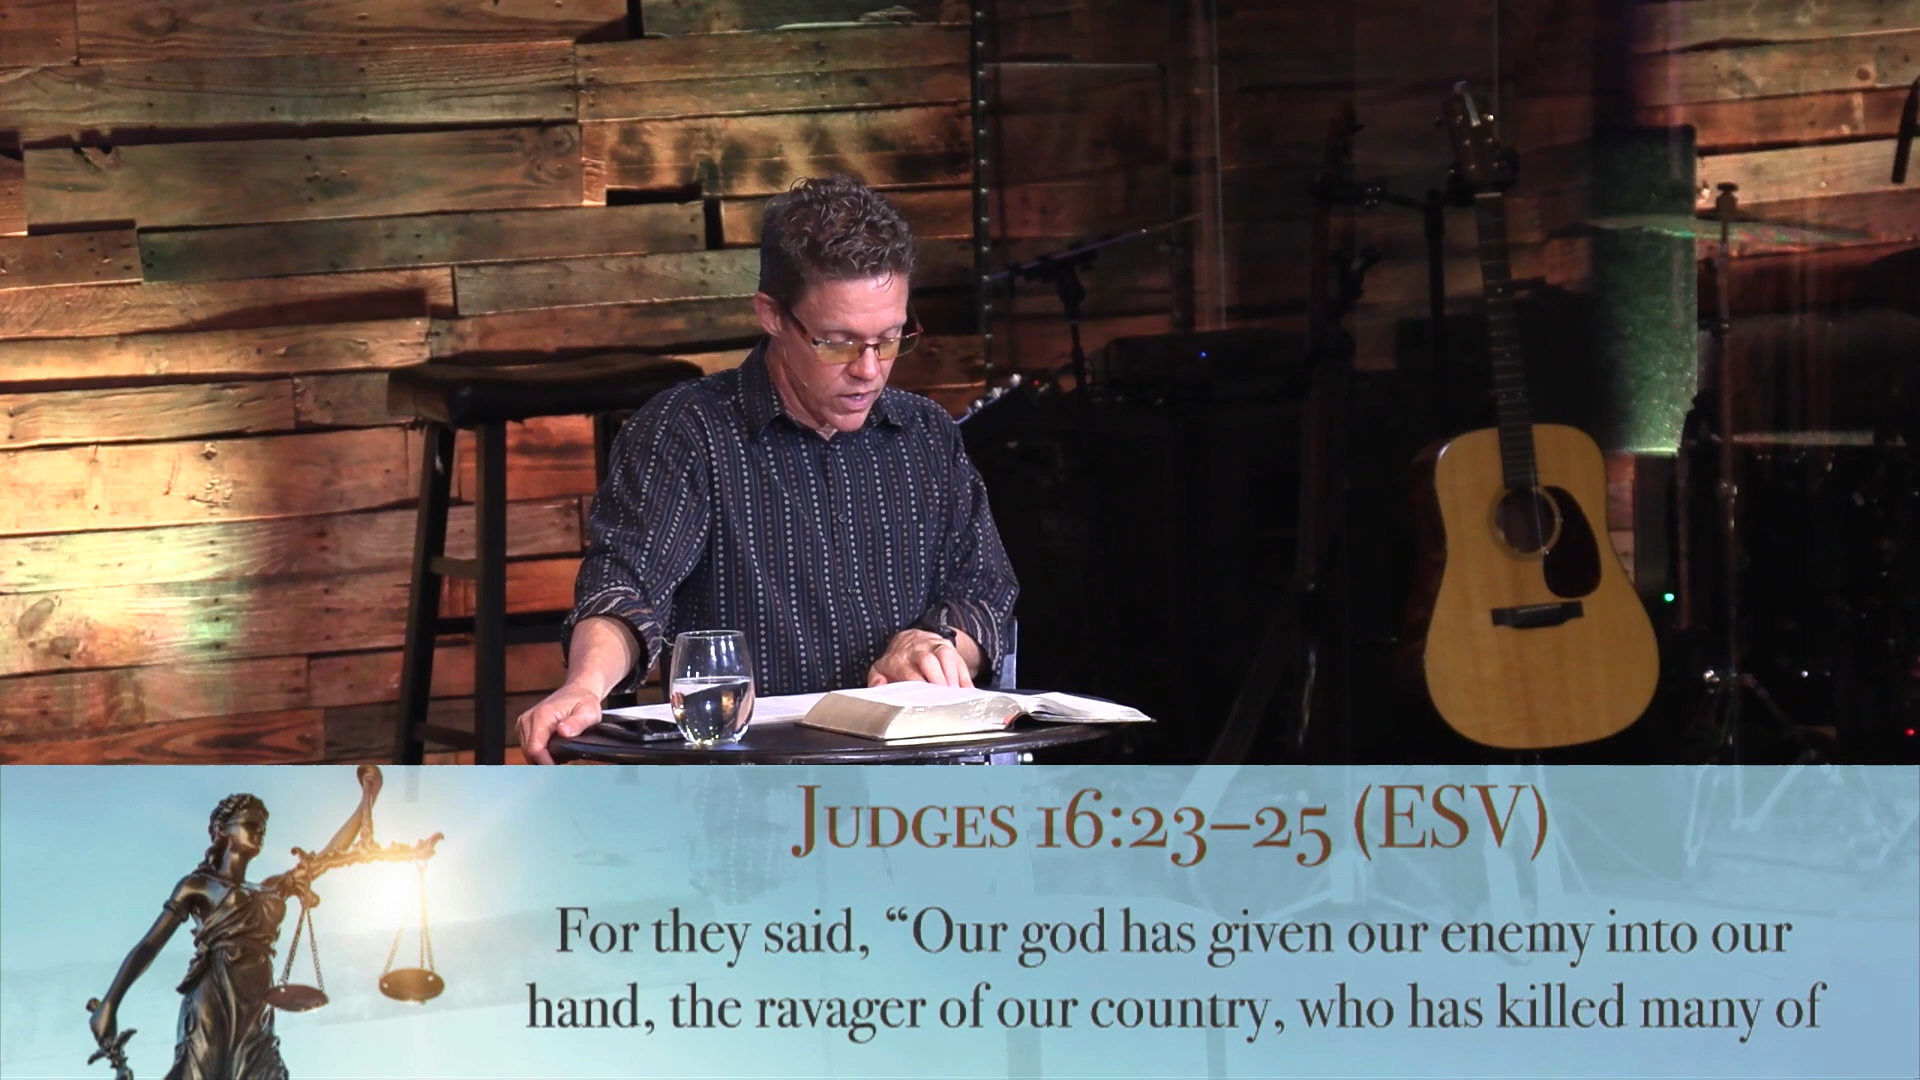 Judges 16:23–25 (ESV)
For they said, “Our god has given our enemy into our
hand, the ravager of our country, who has killed many of